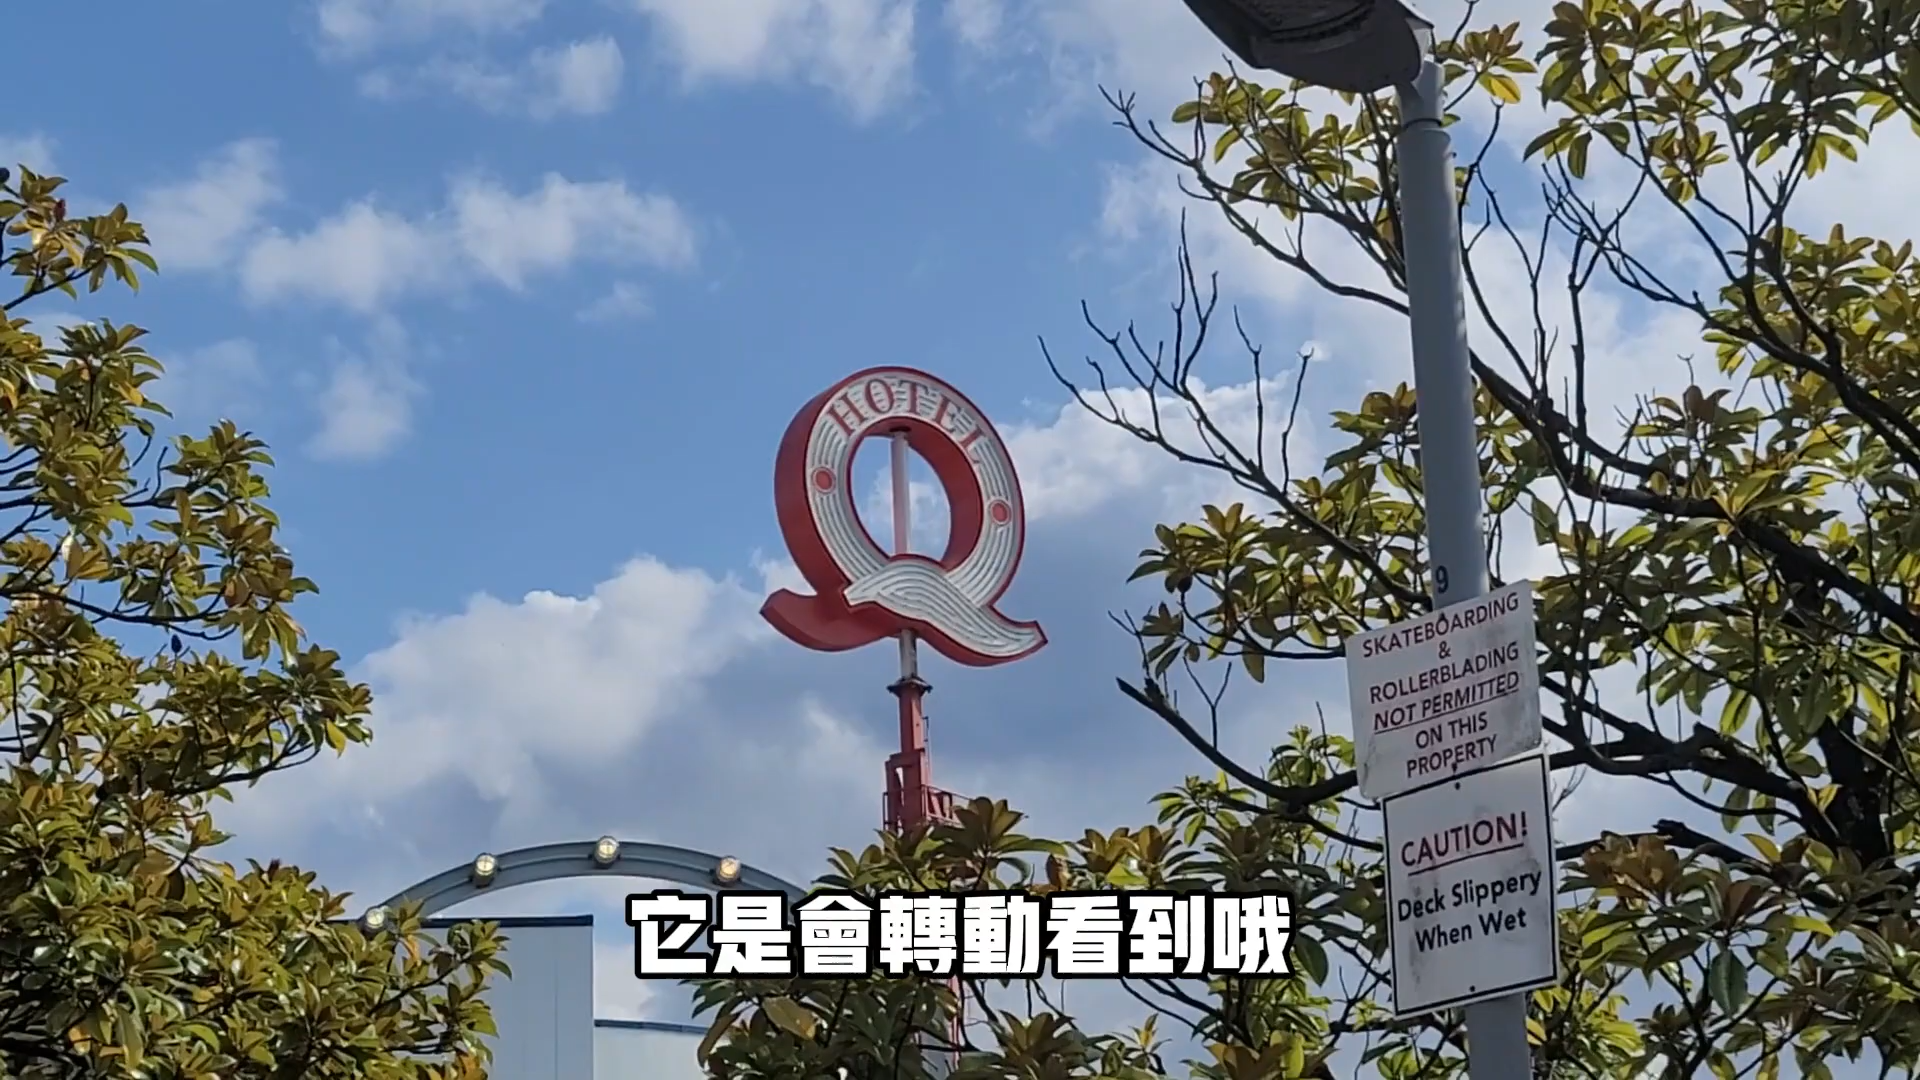 HOTEL
Q
9
SKATEBOARDING
&
ROLLERBLADING
NOT PERMITTED
ON THIS
PROPERTY
CAUTION!
Deck Slippery
When Wet
它是會轉動看到哦